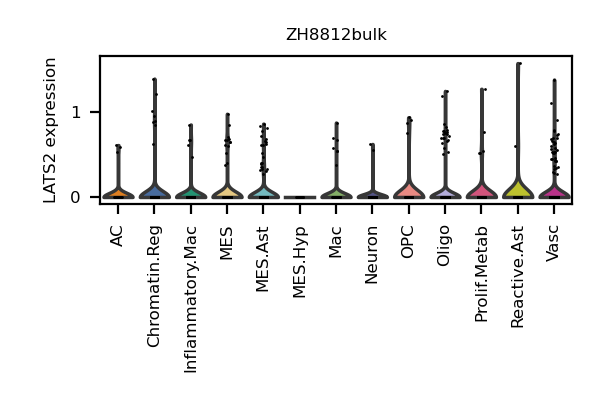 ZH8812bulk
LATS2 expression
1
0
AC
Chromatin.Reg
Inflammatory.Mac
MES
MES.Ast
MES.Hyp
Mac
Neuron
OPC
Oligo
Prolif.Metab
Reactive.Ast
Vasc